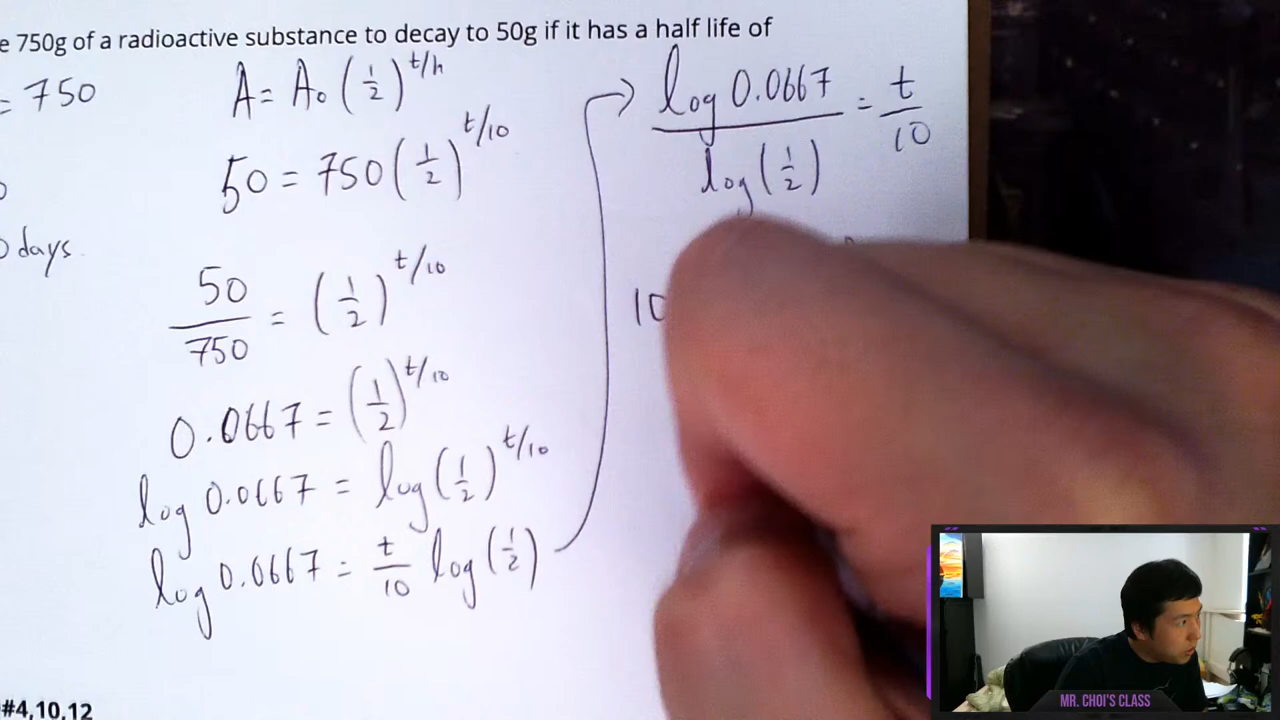 e 750g of a radioactive substance to decay to 50g if it has a half life of
= 750
A = A₀ (1/2)^t/h
50 = 750 (1/2)^t/10
days
50/750 = (1/2)^t/10
0.0667 = (1/2)^t/10
log 0.0667 = log (1/2)^t/10
log 0.0667 = t/10 log (1/2)
log 0.0667 / log (1/2) = t/10
10
#4,10,12
MR. CHOI'S CLASS